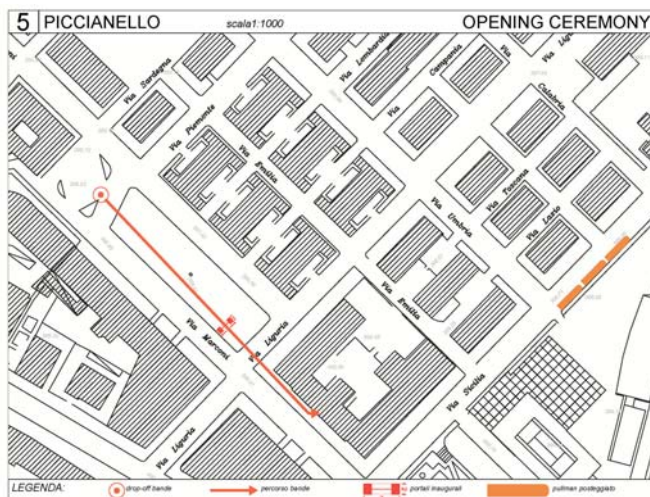 5 PICCIANELLO scala1:1000 OPENING CEREMONY
Via Sardegna
Via Lombardia
Via Campania
Via
Calabria
Via Piemonte
Via Emilia
Via Toscana
Via Umbria
Via Lazio
Via Emilia
Via Liguria
Via Marconi
Via Sicilia
Via Liguria
LEGENDA: drop-off bande percorso bande portali inaugurali pullman posteggiato